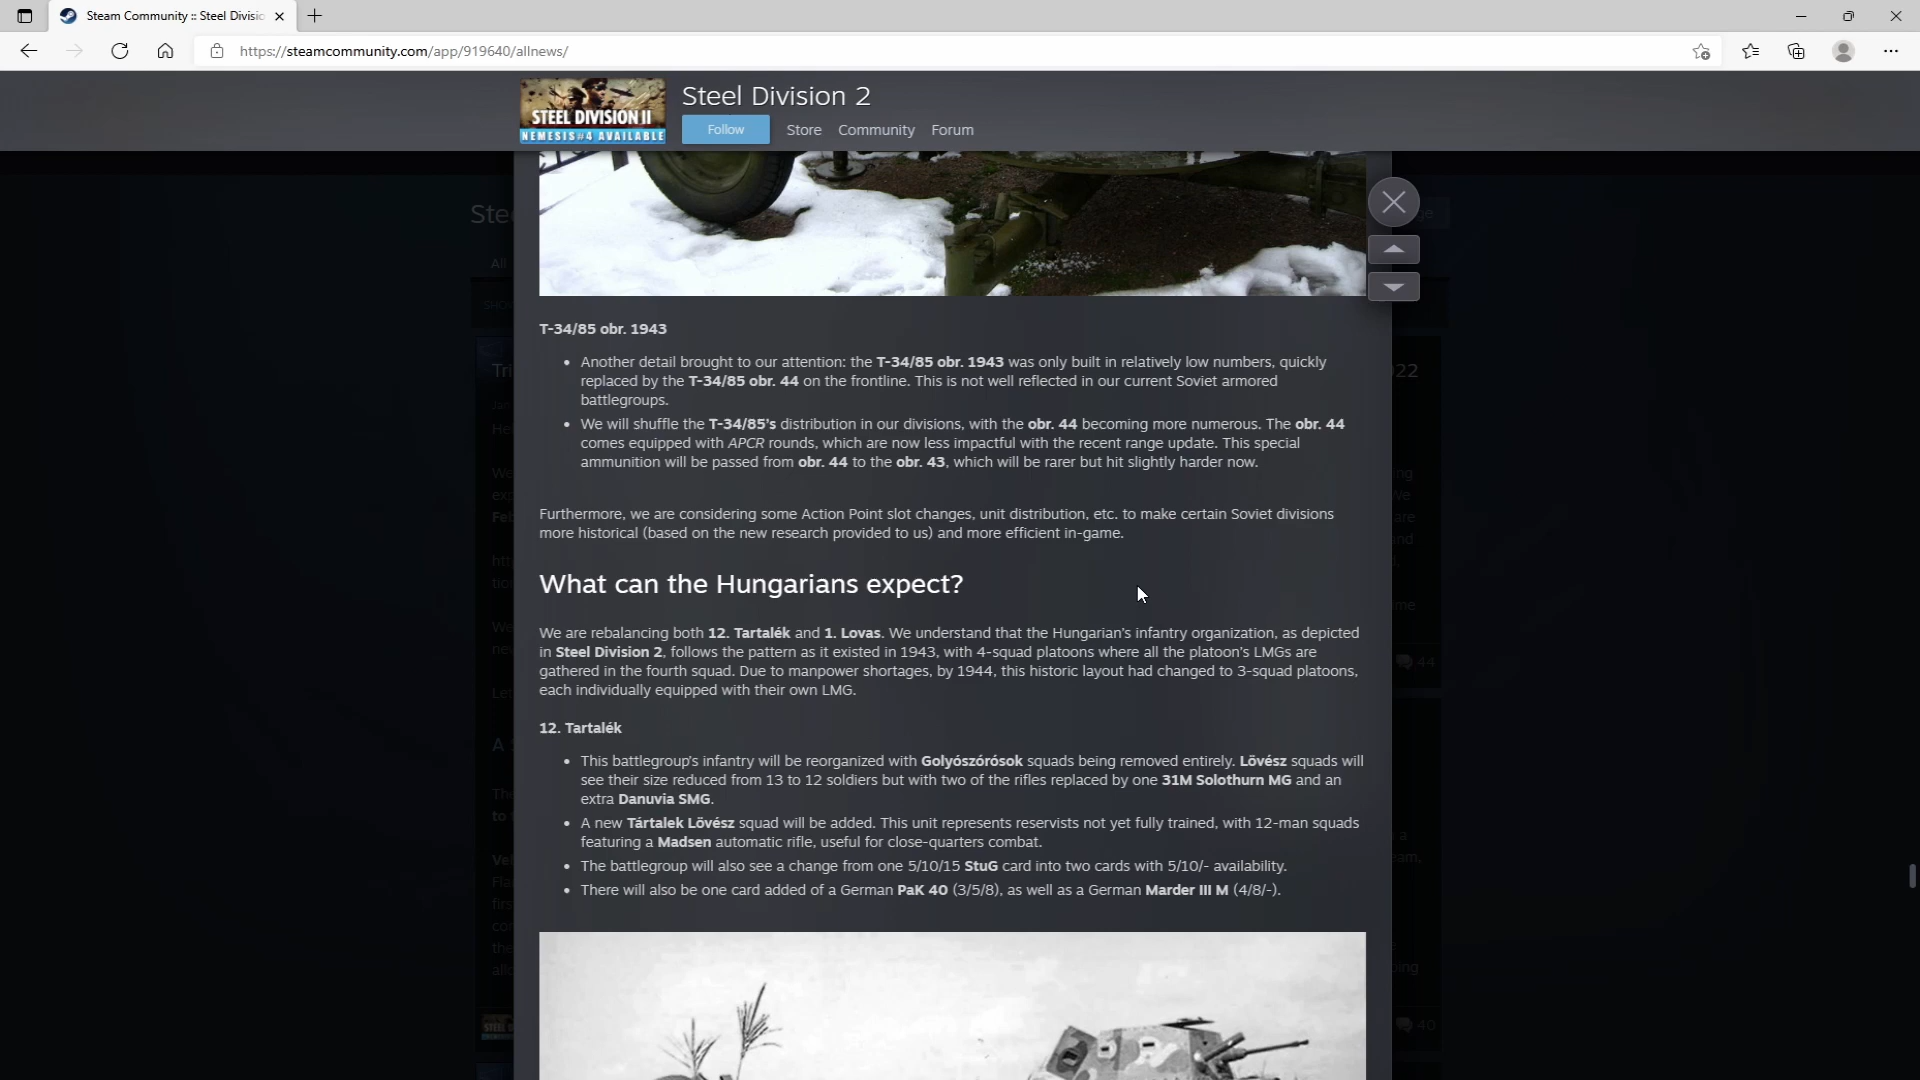 Steam Community :: Steel Divisio
https://steamcommunity.com/app/919640/allnews/
STEEL DIVISION II
NEMESIS#4 AVAILABLE
Steel Division 2
Follow
Store
Community
Forum
T-34/85 obr. 1943
• Another detail brought to our attention: the T-34/85 obr. 1943 was only built in relatively low numbers, quickly
replaced by the T-34/85 obr. 44 on the frontline. This is not well reflected in our current Soviet armored
battlegroups.
• We will shuffle the T-34/85's distribution in our divisions, with the obr. 44 becoming more numerous. The obr. 44
comes equipped with APCR rounds, which are now less impactful with the recent range update. This special
ammunition will be passed from obr. 44 to the obr. 43, which will be rarer but hit slightly harder now.
Furthermore, we are considering some Action Point slot changes, unit distribution, etc. to make certain Soviet divisions
more historical (based on the new research provided to us) and more efficient in-game.
What can the Hungarians expect?
We are rebalancing both 12. Tartalék and 1. Lovas. We understand that the Hungarian's infantry organization, as depicted
in Steel Division 2, follows the pattern as it existed in 1943, with 4-squad platoons where all the platoon's LMGs are
gathered in the fourth squad. Due to manpower shortages, by 1944, this historic layout had changed to 3-squad platoons,
each individually equipped with their own LMG.
12. Tartalék
• This battlegroup's infantry will be reorganized with Golyószórósok squads being removed entirely. Lővész squads will
see their size reduced from 13 to 12 soldiers but with two of the rifles replaced by one 31M Solothurn MG and an
extra Danuvia SMG.
• A new Tártalek Lővész squad will be added. This unit represents reservists not yet fully trained, with 12-man squads
featuring a Madsen automatic rifle, useful for close-quarters combat.
• The battlegroup will also see a change from one 5/10/15 StuG card into two cards with 5/10/- availability.
• There will also be one card added of a German PaK 40 (3/5/8), as well as a German Marder III M (4/8/-).
44
40